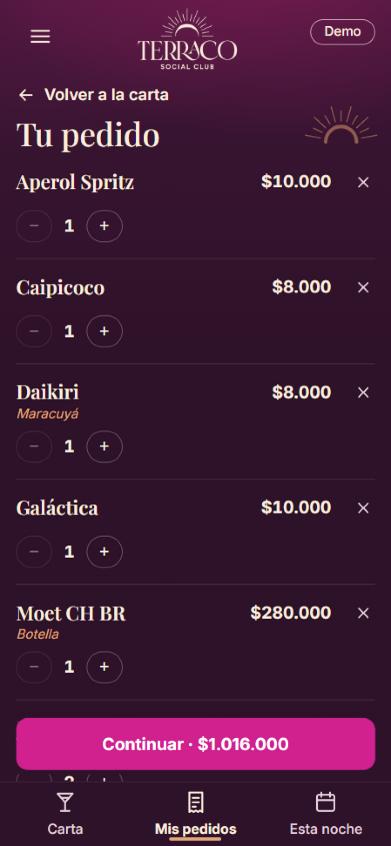 TERRACO
SOCIAL CLUB
Demo
← Volver a la carta
Tu pedido
Aperol Spritz $10.000 ×
− 1 +
Caipicoco $8.000 ×
− 1 +
Daikiri $8.000 ×
Maracuyá
− 1 +
Galáctica $10.000 ×
− 1 +
Moet CH BR $280.000 ×
Botella
− 1 +
Continuar · $1.016.000
Carta Mis pedidos Esta noche